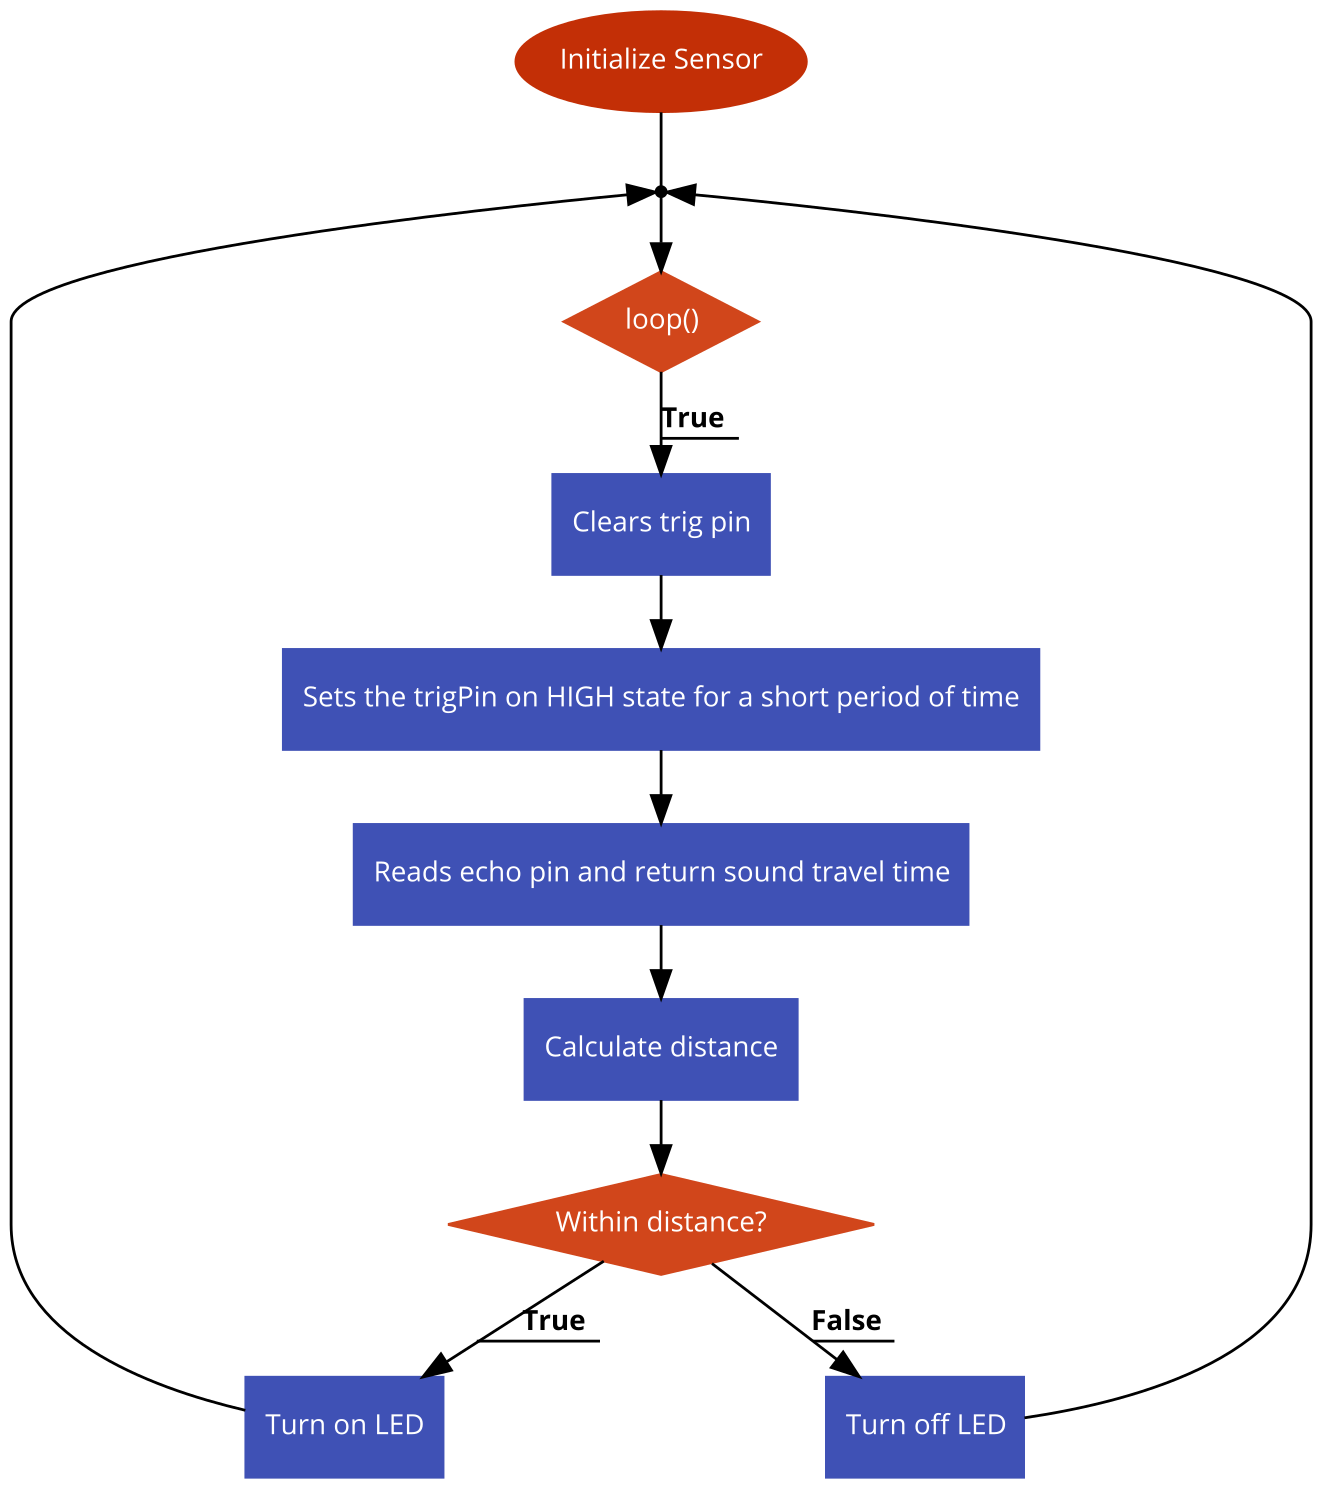 Initialize Sensor
loop()
True
Clears trig pin
Sets the trigPin on HIGH state for a short period of time
Reads echo pin and return sound travel time
Calculate distance
Within distance?
True
False
Turn on LED
Turn off LED